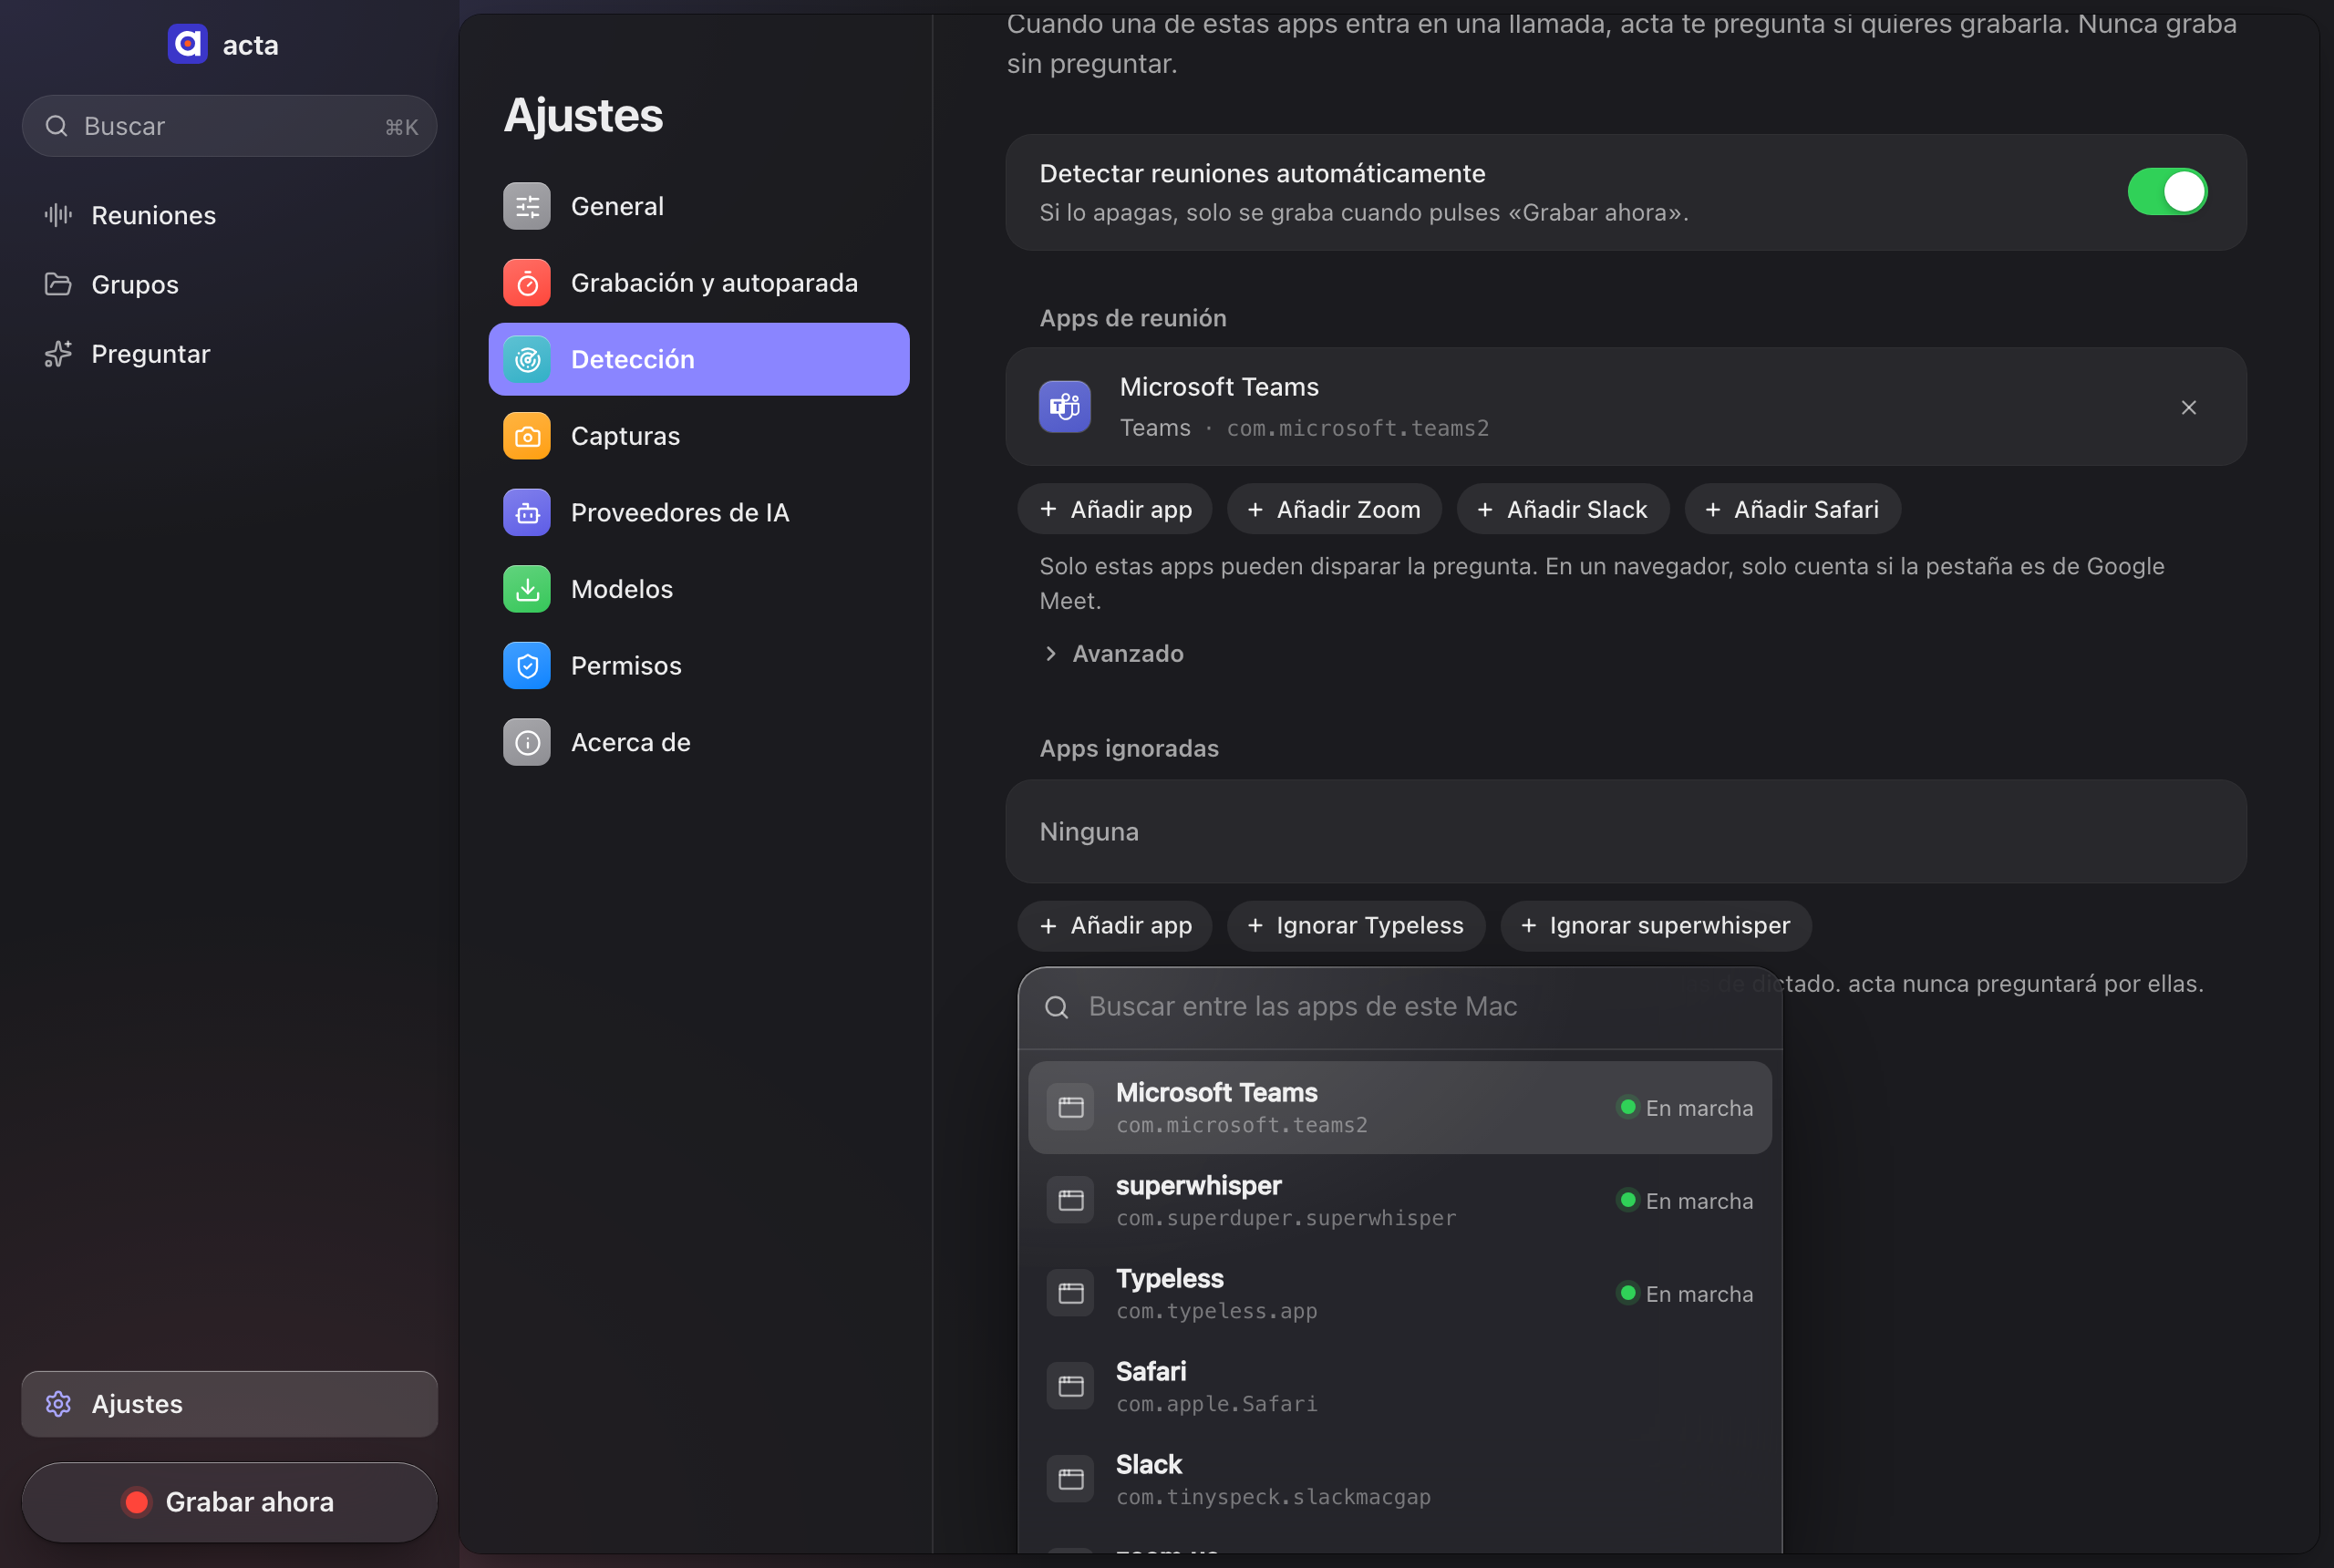 acta
Buscar
⌘K
Reuniones
Grupos
Preguntar
Ajustes
Grabar ahora
Ajustes
General
Grabación y autoparada
Detección
Capturas
Proveedores de IA
Modelos
Permisos
Acerca de
Cuando una de estas apps entra en una llamada, acta te pregunta si quieres grabarla. Nunca graba
sin preguntar.
Detectar reuniones automáticamente
Si lo apagas, solo se graba cuando pulses «Grabar ahora».
Apps de reunión
Microsoft Teams
Teams · com.microsoft.teams2
+ Añadir app
+ Añadir Zoom
+ Añadir Slack
+ Añadir Safari
Solo estas apps pueden disparar la pregunta. En un navegador, solo cuenta si la pestaña es de Google
Meet.
Avanzado
Apps ignoradas
Ninguna
+ Añadir app
+ Ignorar Typeless
+ Ignorar superwhisper
de dictado. acta nunca preguntará por ellas.
Buscar entre las apps de este Mac
Microsoft Teams
com.microsoft.teams2
En marcha
superwhisper
com.superduper.superwhisper
En marcha
Typeless
com.typeless.app
En marcha
Safari
com.apple.Safari
Slack
com.tinyspeck.slackmacgap